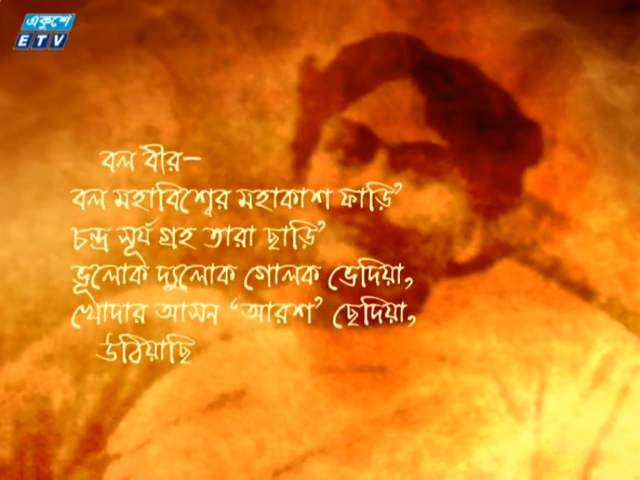 একুশে
ETV
বল বীর–
বল মহাবিশ্বের মহাকাশ ফাড়ি’
চন্দ্র সূর্য গ্রহ তারা ছাড়ি’
ভূলোক দ্যুলোক গোলক ভেদিয়া,
খোদার আসন ‘আরশ’ ছেদিয়া,
উঠিয়াছি